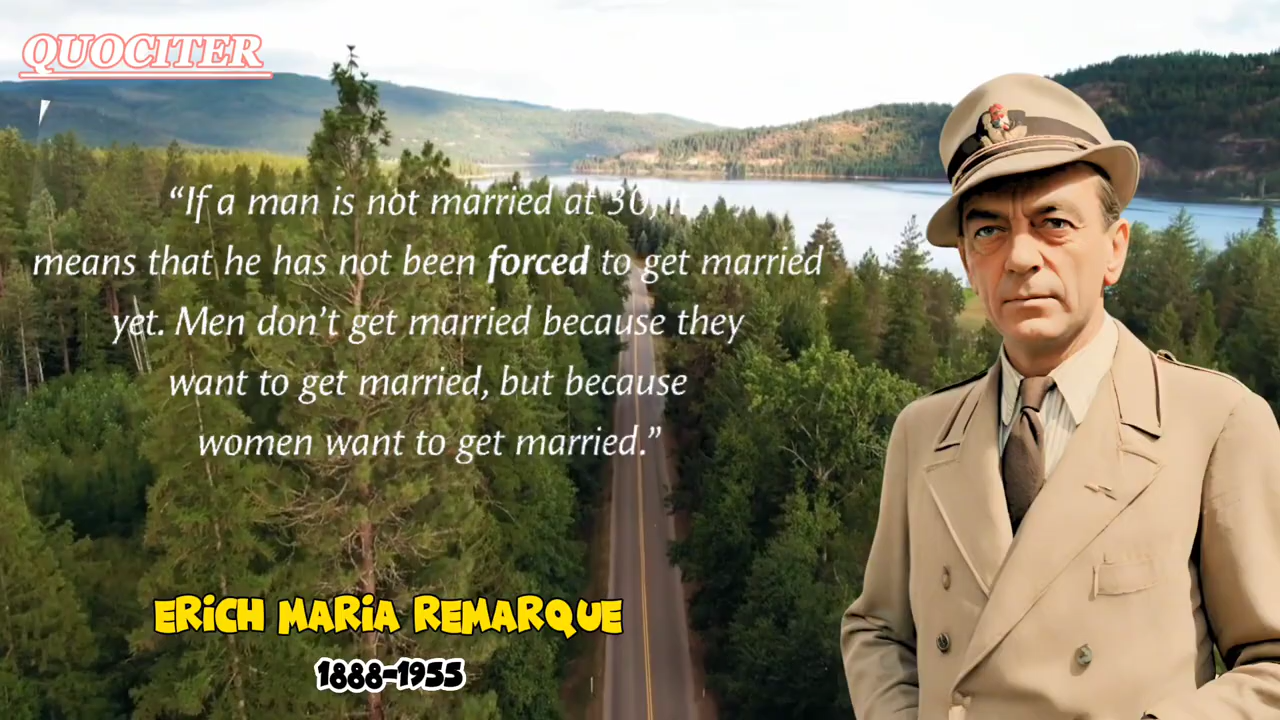 QUOCITER
“If a man is not married at 30,
means that he has not been forced to get married
yet. Men don’t get married because they
want to get married, but because
women want to get married.”
ERICH MARIA REMARQUE
1888-1955